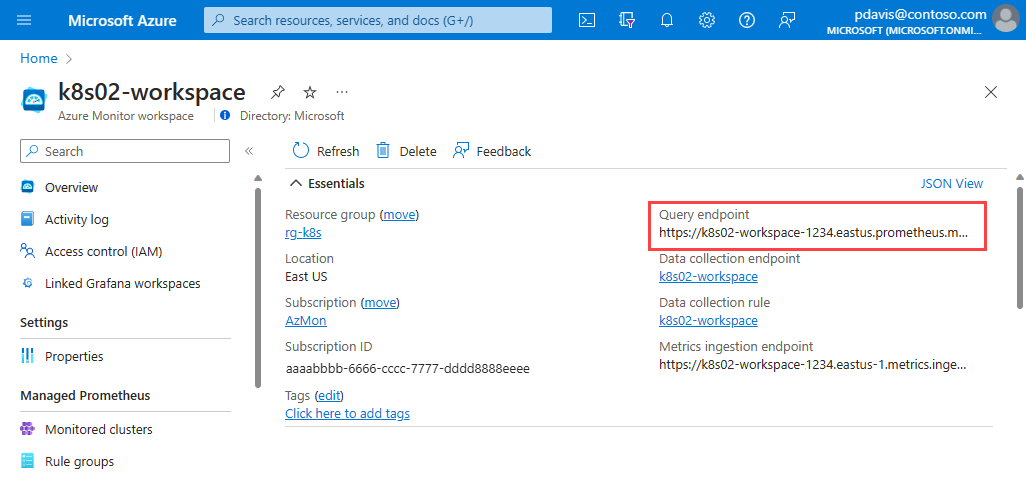 Microsoft Azure
Search resources, services, and docs (G+/)
pdavis@contoso.com
MICROSOFT (MICROSOFT.ONMI...
Home
k8s02-workspace
Azure Monitor workspace
Directory: Microsoft
Search
Overview
Activity log
Access control (IAM)
Linked Grafana workspaces
Settings
Properties
Managed Prometheus
Monitored clusters
Rule groups
Refresh
Delete
Feedback
Essentials
JSON View
Resource group (move)
rg-k8s
Location
East US
Subscription (move)
AzMon
Subscription ID
aaaabbbb-6666-cccc-7777-dddd8888eeee
Tags (edit)
Click here to add tags
Query endpoint
https://k8s02-workspace-1234.eastus.prometheus.m...
Data collection endpoint
k8s02-workspace
Data collection rule
k8s02-workspace
Metrics ingestion endpoint
https://k8s02-workspace-1234.eastus-1.metrics.inge...